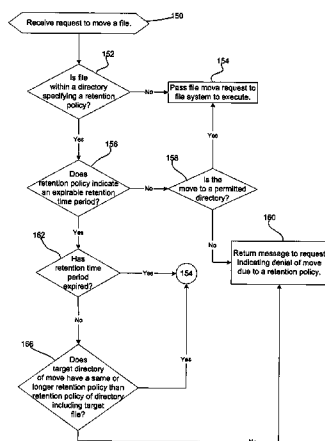 Receive request to move a file.
150
152
Is file
within a directory
specifying a retention
policy?
No
154
Pass file move request to
file system to execute.
Yes
156
Does
retention policy indicate
an expirable retention
time period?
No
158
Is the
move to a permitted
directory?
Yes
No
160
Return message to request
indicating denial of move
due to a retention policy.
Yes
162
Has
retention time
period
expired?
Yes
154
No
166
Does
target directory
of move have a same or
longer retention policy than
retention policy of directory
including target
file?
Yes
No